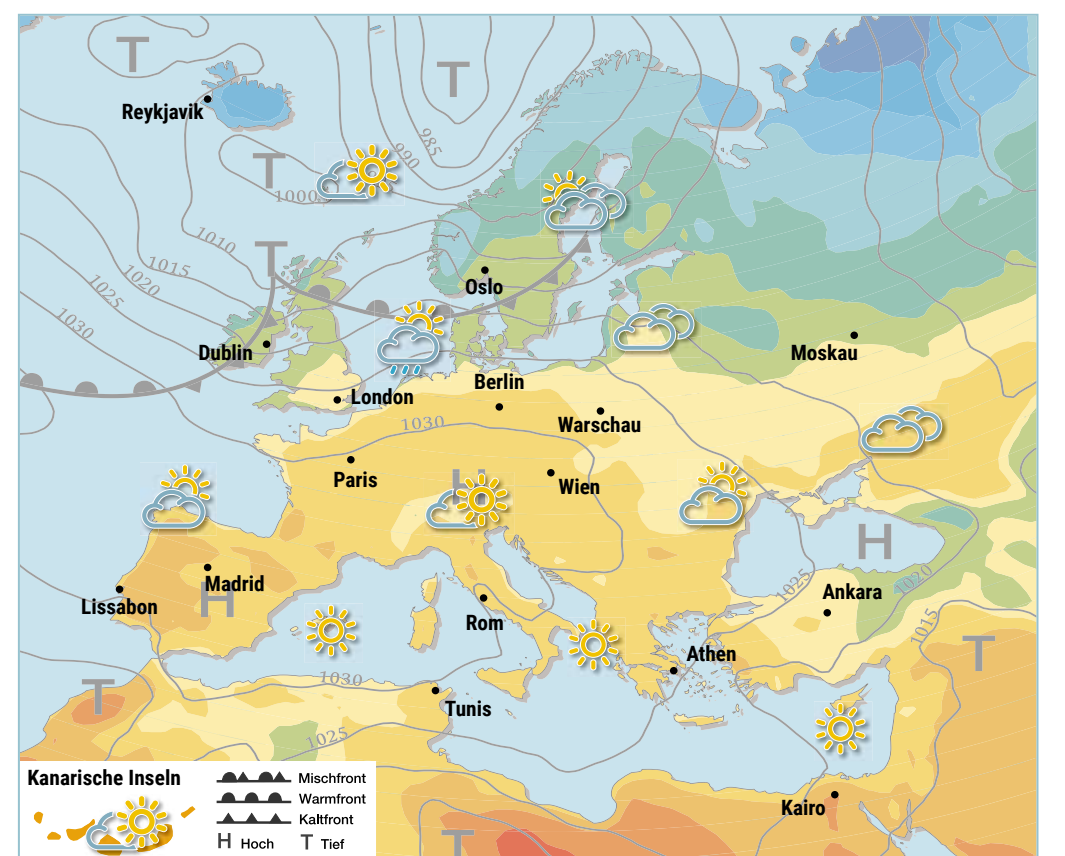 T
T
Reykjavik
985
990
T
1000
1010
T
1015
1020
Oslo
1025
1030
Dublin
Moskau
Berlin
London
1030
Warschau
Paris
H
Wien
H
Madrid
H
Lissabon
1025
1020
Ankara
Rom
1015
T
Athen
1030
T
Tunis
1025
Kairo
T
Kanarische Inseln
Mischfront
Warmfront
Kaltfront
H Hoch T Tief